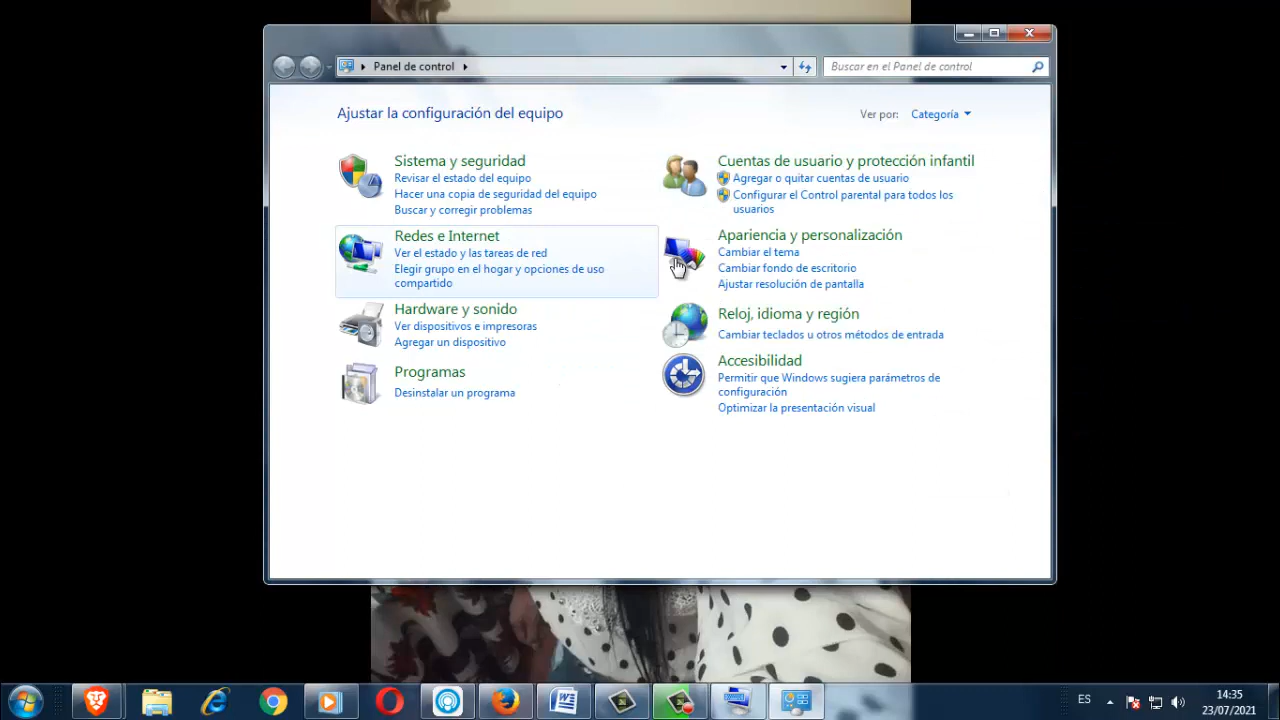 Panel de control
Buscar en el Panel de control
Ajustar la configuración del equipo
Ver por:
Categoría
Sistema y seguridad
Revisar el estado del equipo
Hacer una copia de seguridad del equipo
Buscar y corregir problemas
Redes e Internet
Ver el estado y las tareas de red
Elegir grupo en el hogar y opciones de uso
compartido
Hardware y sonido
Ver dispositivos e impresoras
Agregar un dispositivo
Programas
Desinstalar un programa
Cuentas de usuario y protección infantil
Agregar o quitar cuentas de usuario
Configurar el Control parental para todos los
usuarios
Apariencia y personalización
Cambiar el tema
Cambiar fondo de escritorio
Ajustar resolución de pantalla
Reloj, idioma y región
Cambiar teclados u otros métodos de entrada
Accesibilidad
Permitir que Windows sugiera parámetros de
configuración
Optimizar la presentación visual
ES
14:35
23/07/2021